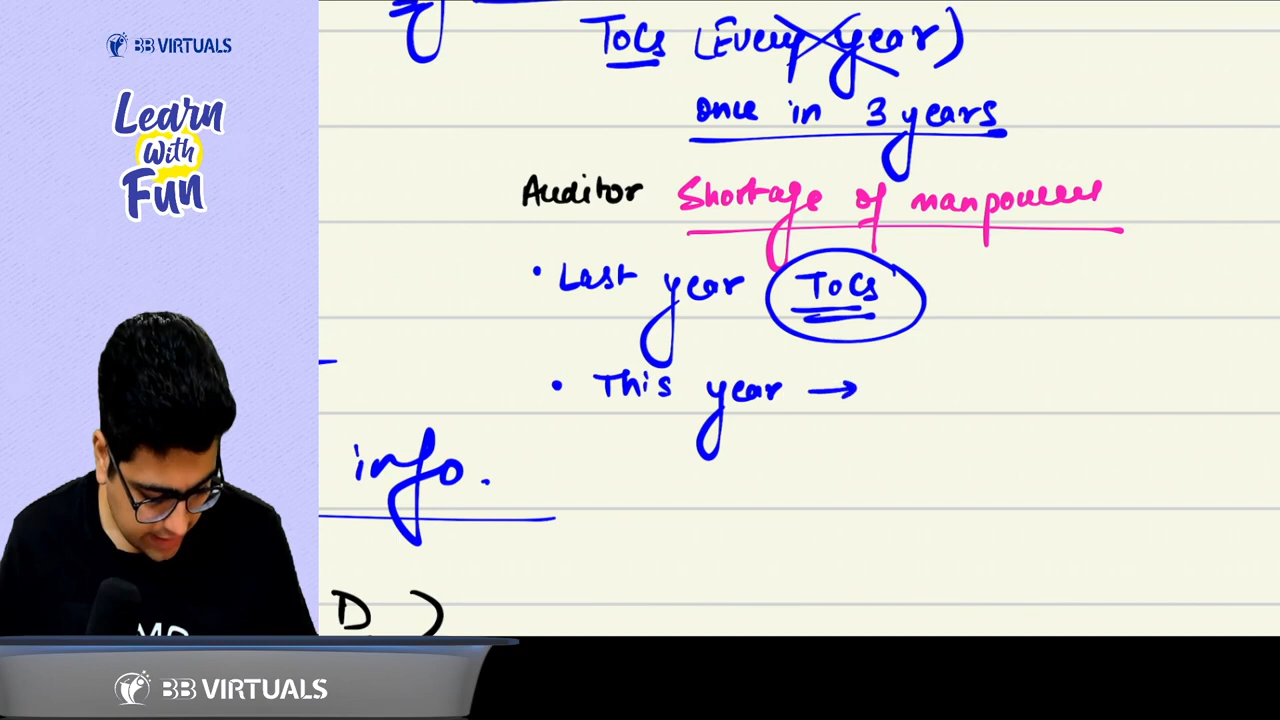 BB VIRTUALS
Learn
With
Fun
TOCs (Every year)
once in 3 years
Auditor Shortage of manpower
• Last year TOCs
• This year →
info.
D )
BB VIRTUALS